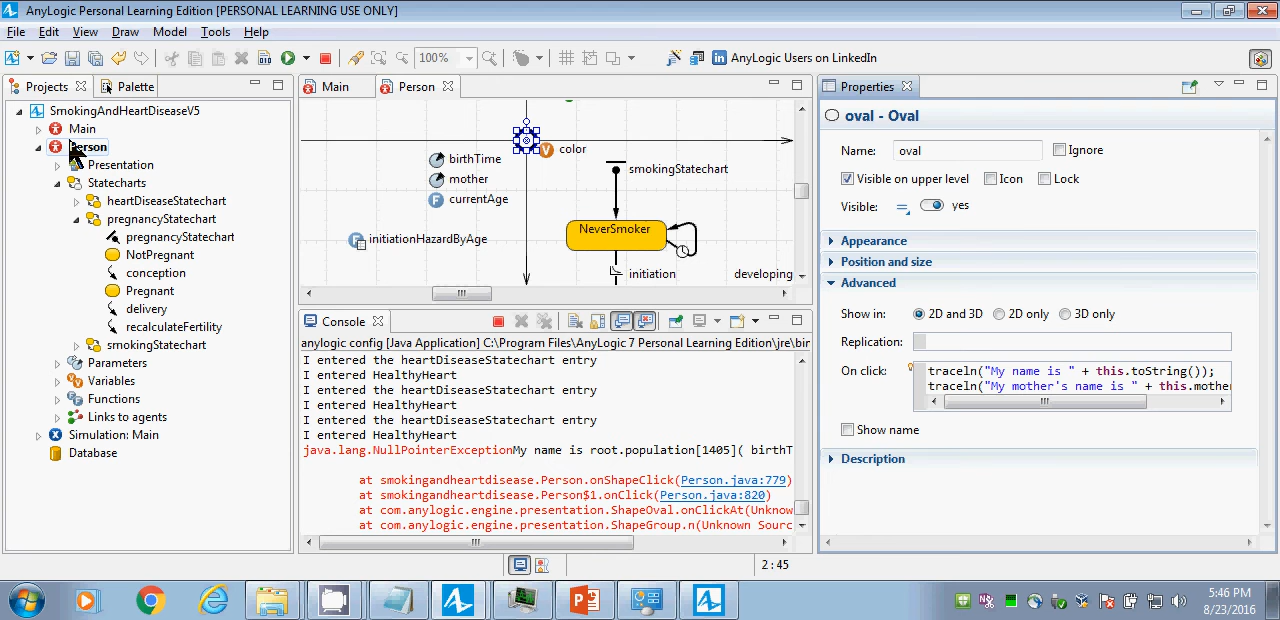 AnyLogic Personal Learning Edition [PERSONAL LEARNING USE ONLY]
File Edit View Draw Model Tools Help
100% AnyLogic Users on LinkedIn
Projects Palette
SmokingAndHeartDiseaseV5
Main
Person
Presentation
Statecharts
heartDiseaseStatechart
pregnancyStatechart
pregnancyStatechart
NotPregnant
conception
Pregnant
delivery
recalculateFertility
smokingStatechart
Parameters
Variables
Functions
Links to agents
Simulation: Main
Database
Main Person
color
birthTime
mother
currentAge
initiationHazardByAge
smokingStatechart
NeverSmoker
initiation developing
Console
anylogic config [Java Application] C:\Program Files\AnyLogic 7 Personal Learning Edition\jre\bin
I entered the heartDiseaseStatechart entry
I entered HealthyHeart
I entered the heartDiseaseStatechart entry
I entered HealthyHeart
I entered the heartDiseaseStatechart entry
I entered HealthyHeart
java.lang.NullPointerExceptionMy name is root.population[1405]( birthT
at smokingandheartdisease.Person.onShapeClick(Person.java:779)
at smokingandheartdisease.Person$1.onClick(Person.java:820)
at com.anylogic.engine.presentation.ShapeOval.onClickAt(Unknow
at com.anylogic.engine.presentation.ShapeGroup.n(Unknown Sourc
Properties
oval - Oval
Name: oval Ignore
Visible on upper level Icon Lock
Visible: yes
Appearance
Position and size
Advanced
Show in: 2D and 3D 2D only 3D only
Replication:
On click: traceln("My name is " + this.toString());
traceln("My mother's name is " + this.mother
Show name
Description
2 : 45
5:46 PM
8/23/2016